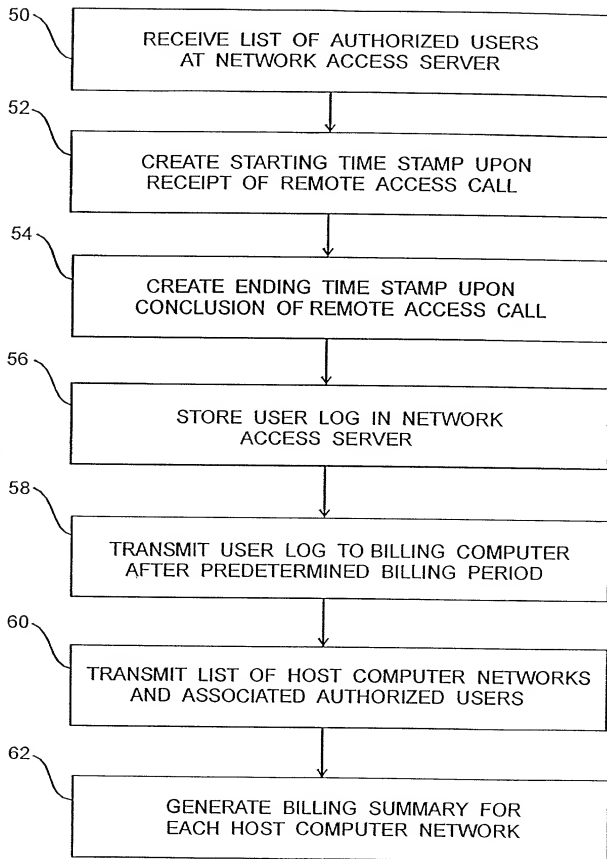 50
RECEIVE LIST OF AUTHORIZED USERS
AT NETWORK ACCESS SERVER
52
CREATE STARTING TIME STAMP UPON
RECEIPT OF REMOTE ACCESS CALL
54
CREATE ENDING TIME STAMP UPON
CONCLUSION OF REMOTE ACCESS CALL
56
STORE USER LOG IN NETWORK
ACCESS SERVER
58
TRANSMIT USER LOG TO BILLING COMPUTER
AFTER PREDETERMINED BILLING PERIOD
60
TRANSMIT LIST OF HOST COMPUTER NETWORKS
AND ASSOCIATED AUTHORIZED USERS
62
GENERATE BILLING SUMMARY FOR
EACH HOST COMPUTER NETWORK